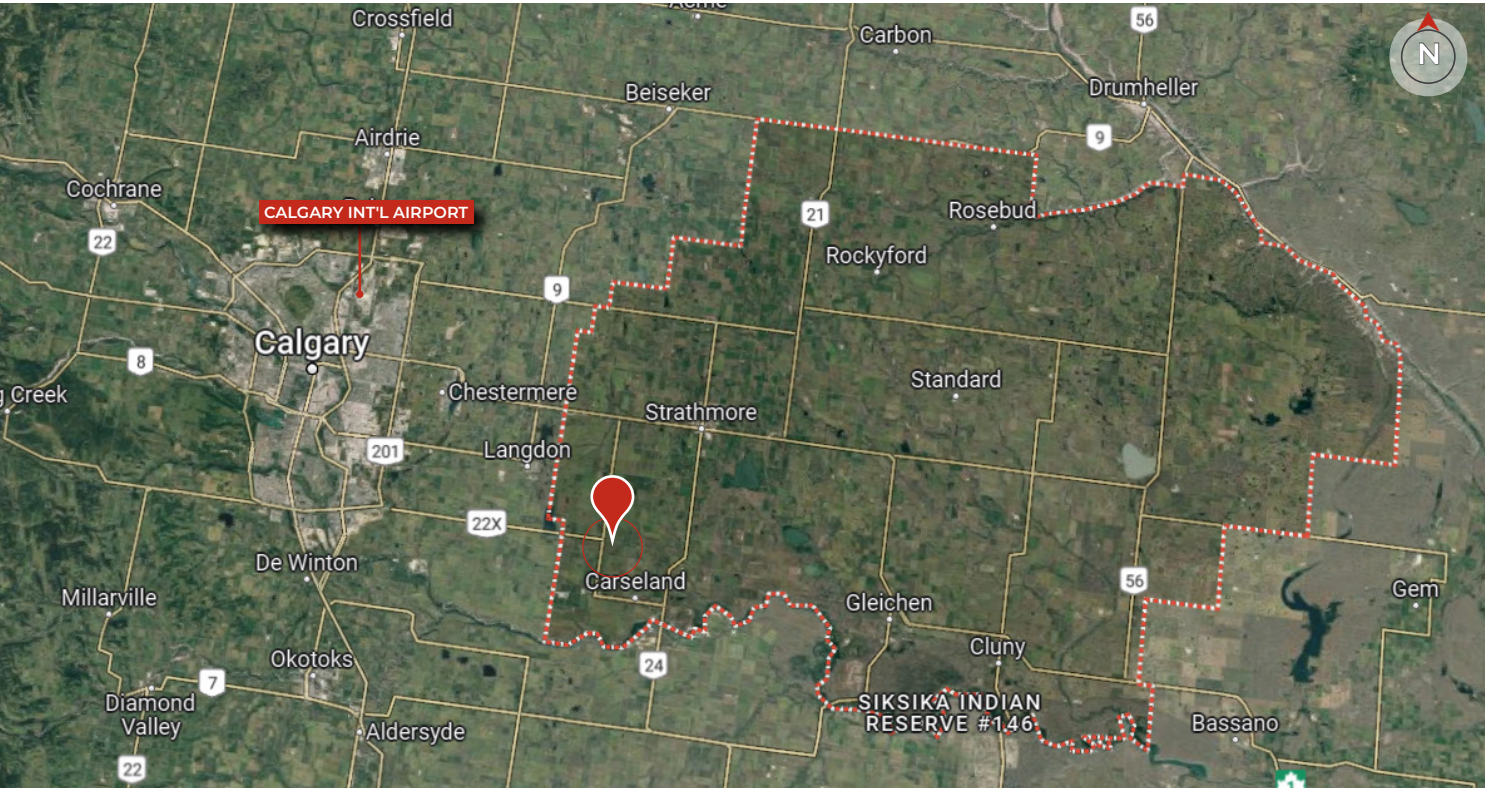 Crossfield
56
Carbon
N
Beiseker
Drumheller
Airdrie
9
Cochrane
CALGARY INT'L AIRPORT
21
Rosebud
22
Rockyford
9
Calgary
8
Standard
Creek
Chestermere
Strathmore
201
Langdon
22X
De Winton
Carseland
56
Millarville
Gleichen
Gem
Cluny
Okotoks
24
7
Diamond
Valley
SIKSIKA INDIAN
RESERVE #146
Bassano
Aldersyde
22
1